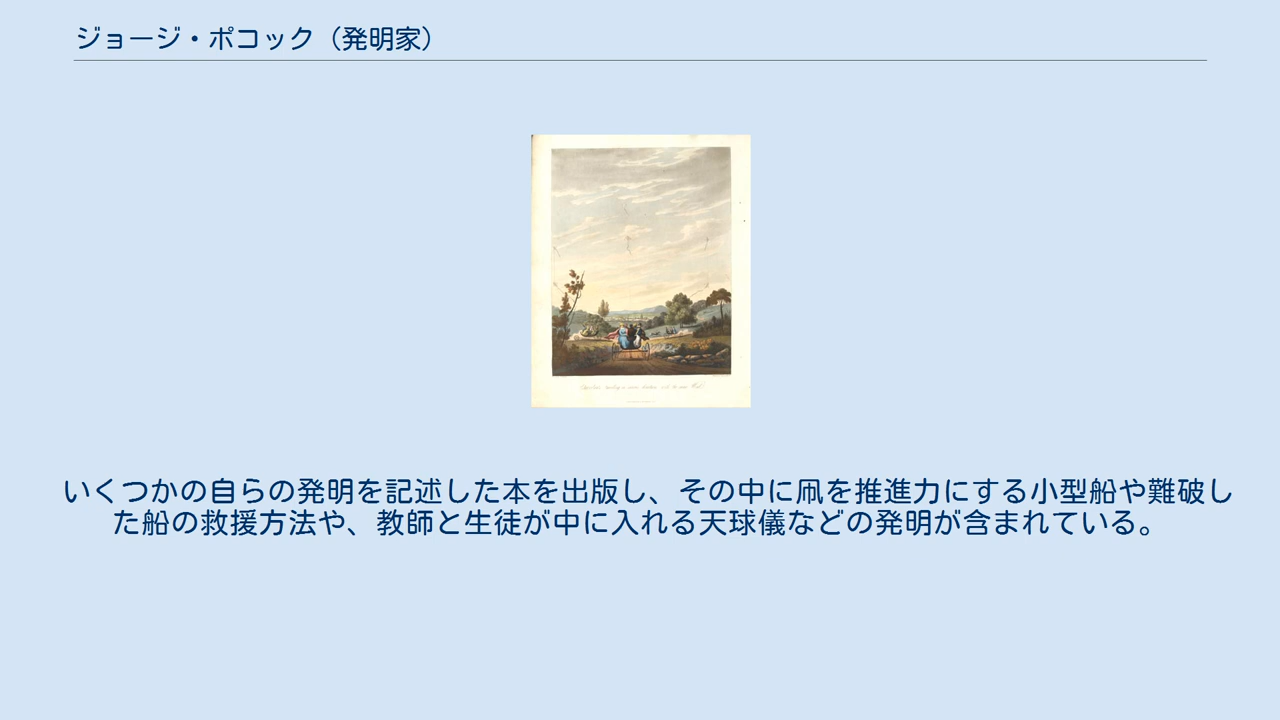 ジョージ・ポコック（発明家）
いくつかの自らの発明を記述した本を出版し、その中に凧を推進力にする小型船や難破し
た船の救援方法や、教師と生徒が中に入れる天球儀などの発明が含まれている。